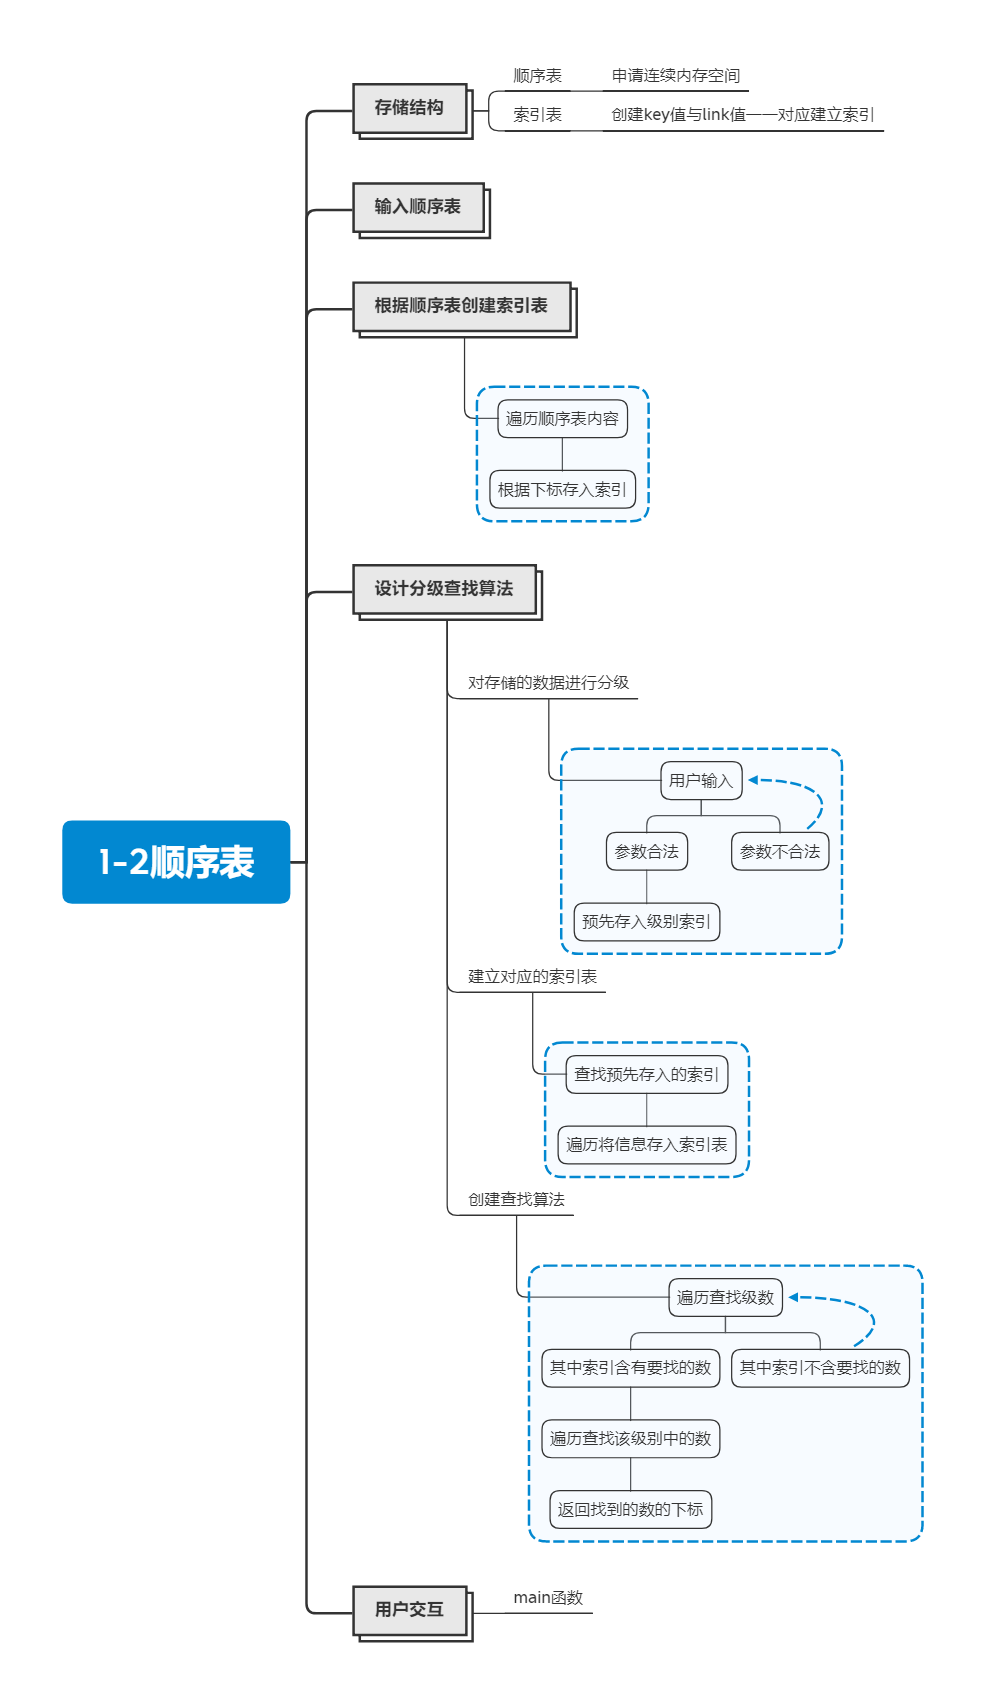 1-2顺序表
存储结构
顺序表
申请连续内存空间
索引表
创建key值与link值一一对应建立索引
输入顺序表
根据顺序表创建索引表
遍历顺序表内容
根据下标存入索引
设计分级查找算法
对存储的数据进行分级
用户输入
参数合法
参数不合法
预先存入级别索引
建立对应的索引表
查找预先存入的索引
遍历将信息存入索引表
创建查找算法
遍历查找级数
其中索引含有要找的数
其中索引不含要找的数
遍历查找该级别中的数
返回找到的数的下标
用户交互
main函数